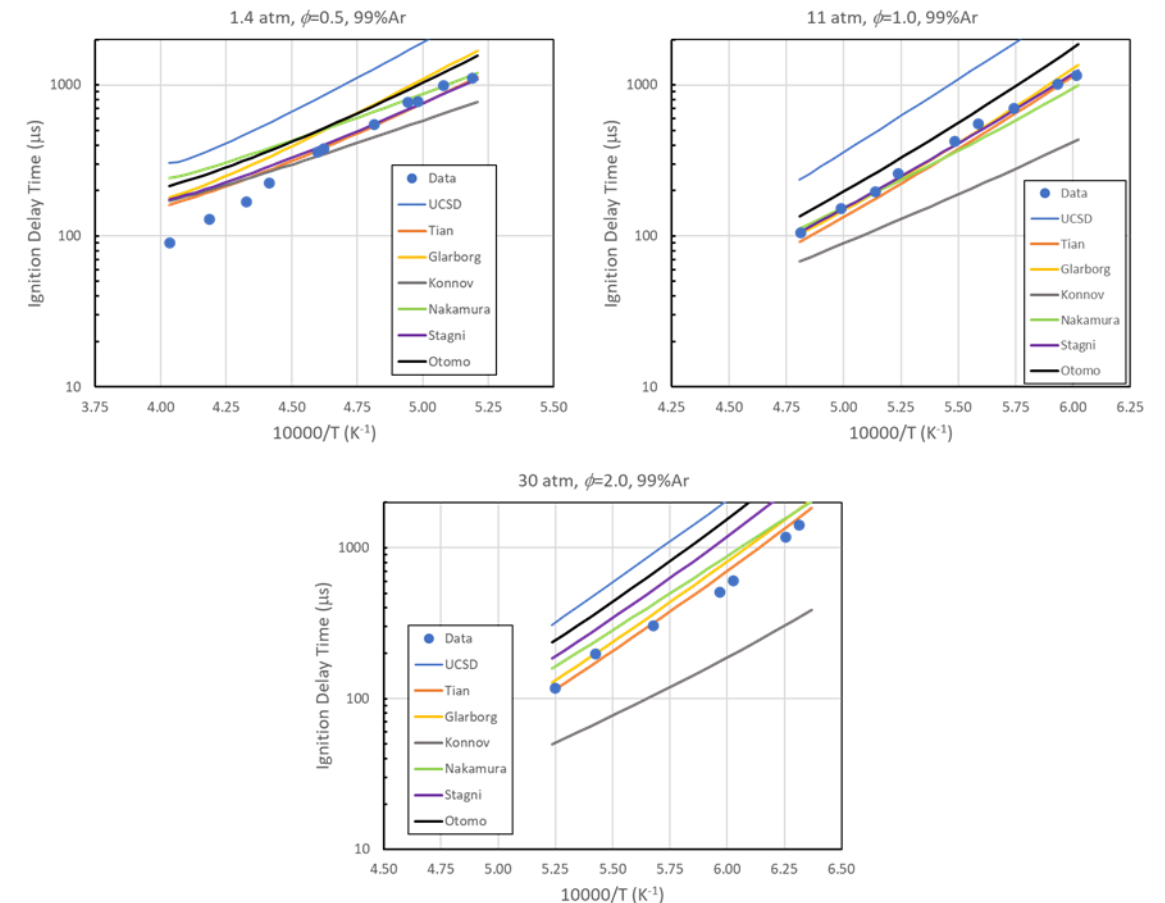 1.4 atm, ϕ=0.5, 99%Ar
Ignition Delay Time (μs)
1000
100
10
3.75 4.00 4.25 4.50 4.75 5.00 5.25 5.50
10000/T (K⁻¹)
Data
UCSD
Tian
Glarborg
Konnov
Nakamura
Stagni
Otomo
11 atm, ϕ=1.0, 99%Ar
Ignition Delay Time (μs)
1000
100
10
4.25 4.50 4.75 5.00 5.25 5.50 5.75 6.00 6.25
10000/T (K⁻¹)
Data
UCSD
Tian
Glarborg
Konnov
Nakamura
Stagni
Otomo
30 atm, ϕ=2.0, 99%Ar
Ignition Delay Time (μs)
1000
100
10
4.50 4.75 5.00 5.25 5.50 5.75 6.00 6.25 6.50
10000/T (K⁻¹)
Data
UCSD
Tian
Glarborg
Konnov
Nakamura
Stagni
Otomo